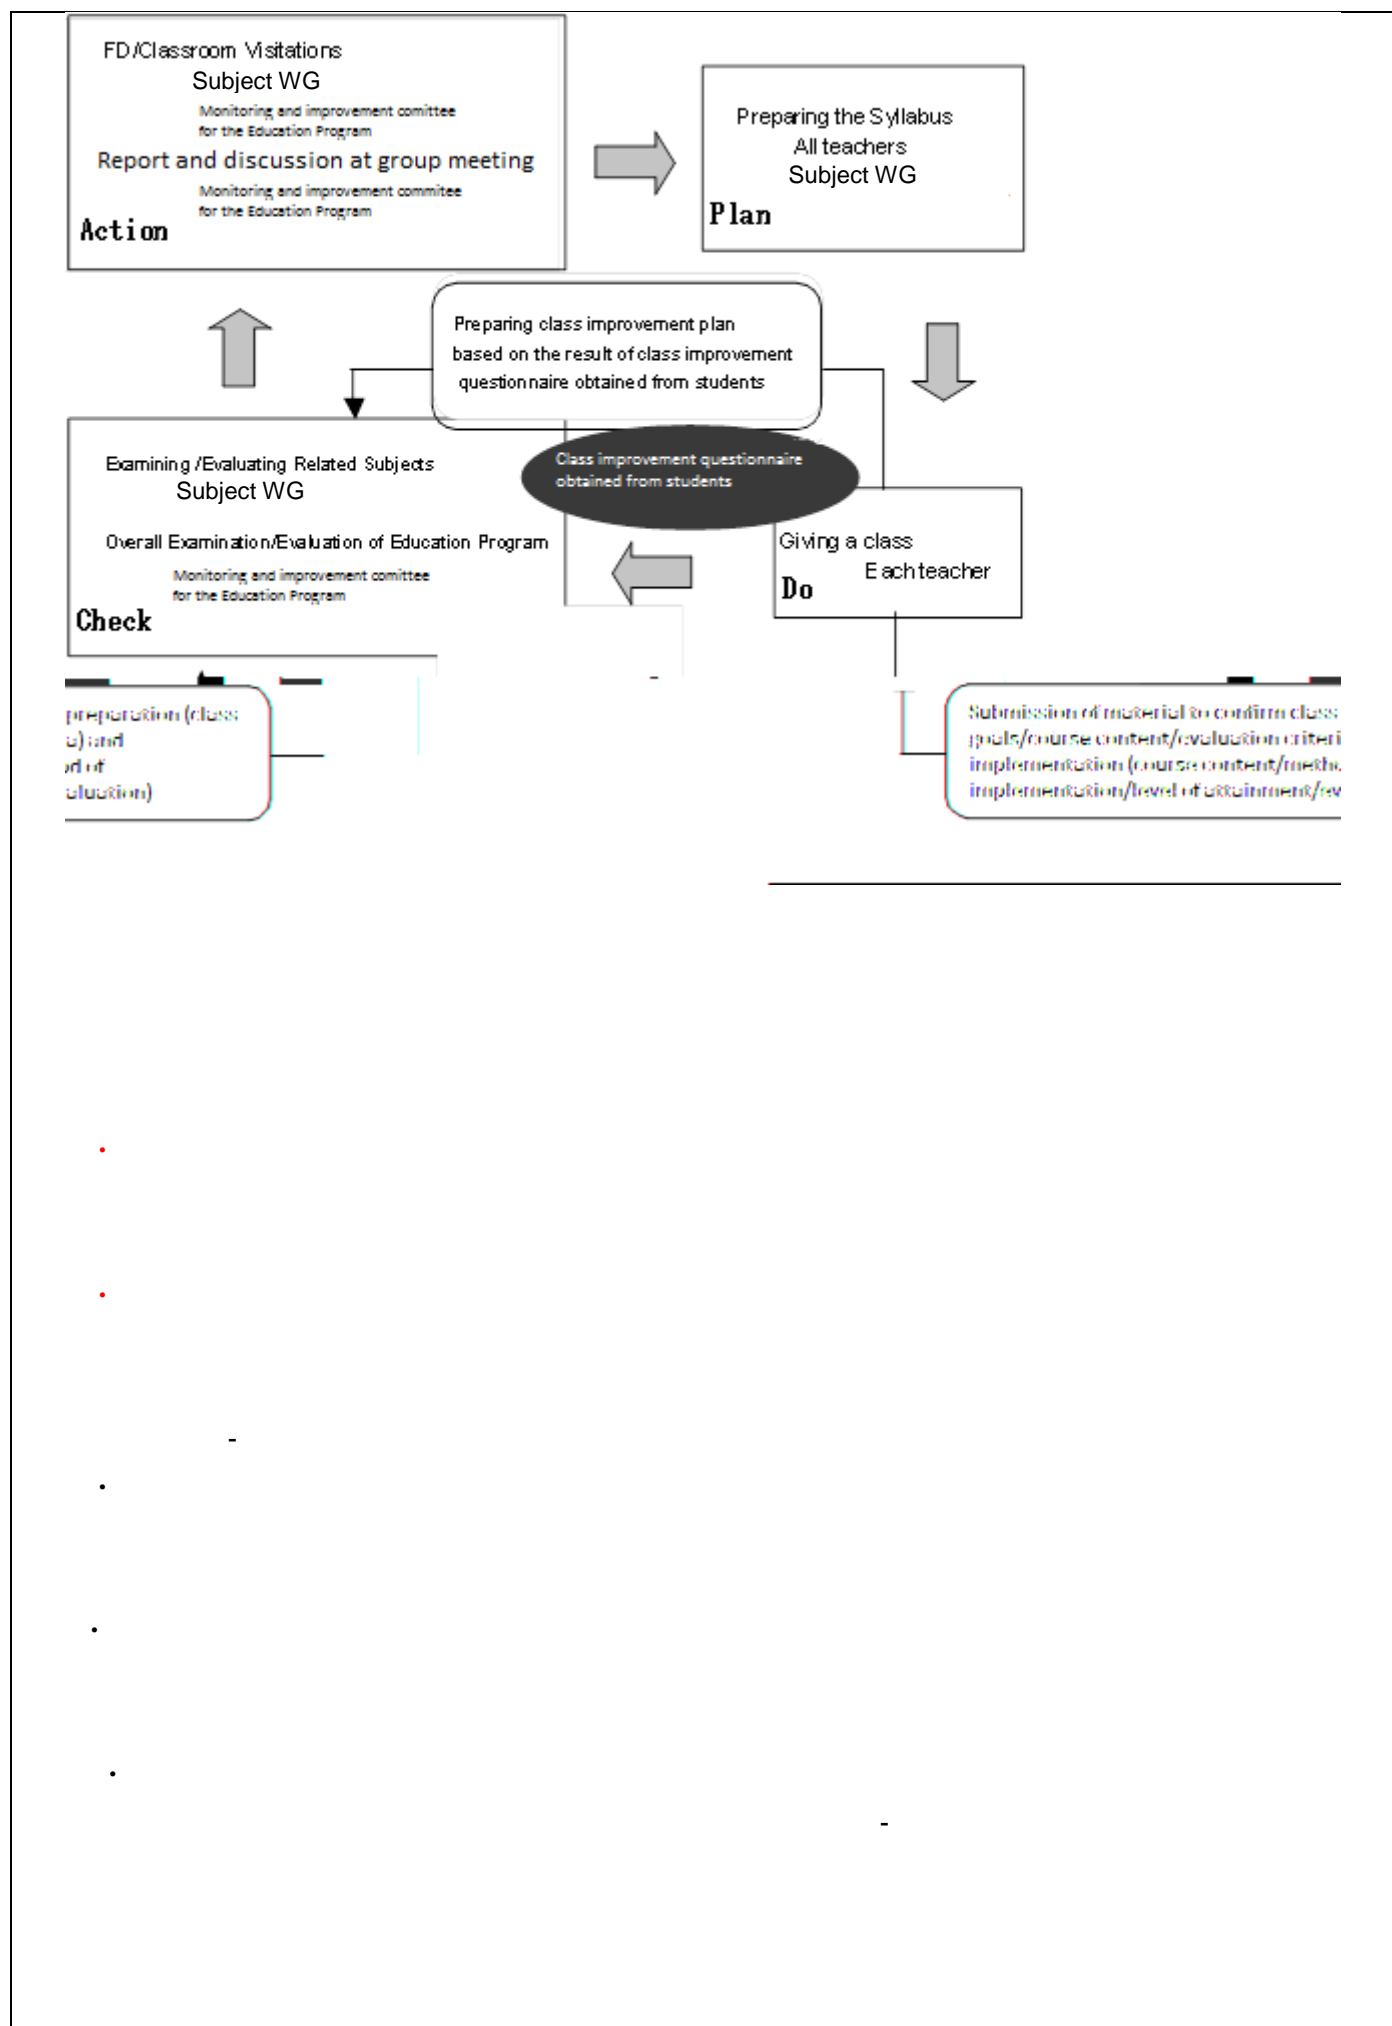 FD/Classroom Visitations
Subject WG
Monitoring and improvement comittee
for the Education Program
Report and discussion at group meeting
Monitoring and improvement commitee
for the Education Program
Action
Preparing the Syllabus
All teachers
Subject WG
Plan
Preparing class improvement plan
based on the result of class improvement
questionnaire obtained from students
Class improvement questionnaire
obtained from students
Examining /Evaluating Related Subjects
Subject WG
Overall Examination/Evaluation of Education Program
Monitoring and improvement comittee
for the Education Program
Check
Giving a class
Each teacher
Do
preparation (class
a) and
od of
aluation)
Submission of material to confirm class
goals/course content/evaluation criteri
implementation (course content/metho
implementation/level of attainment/ev